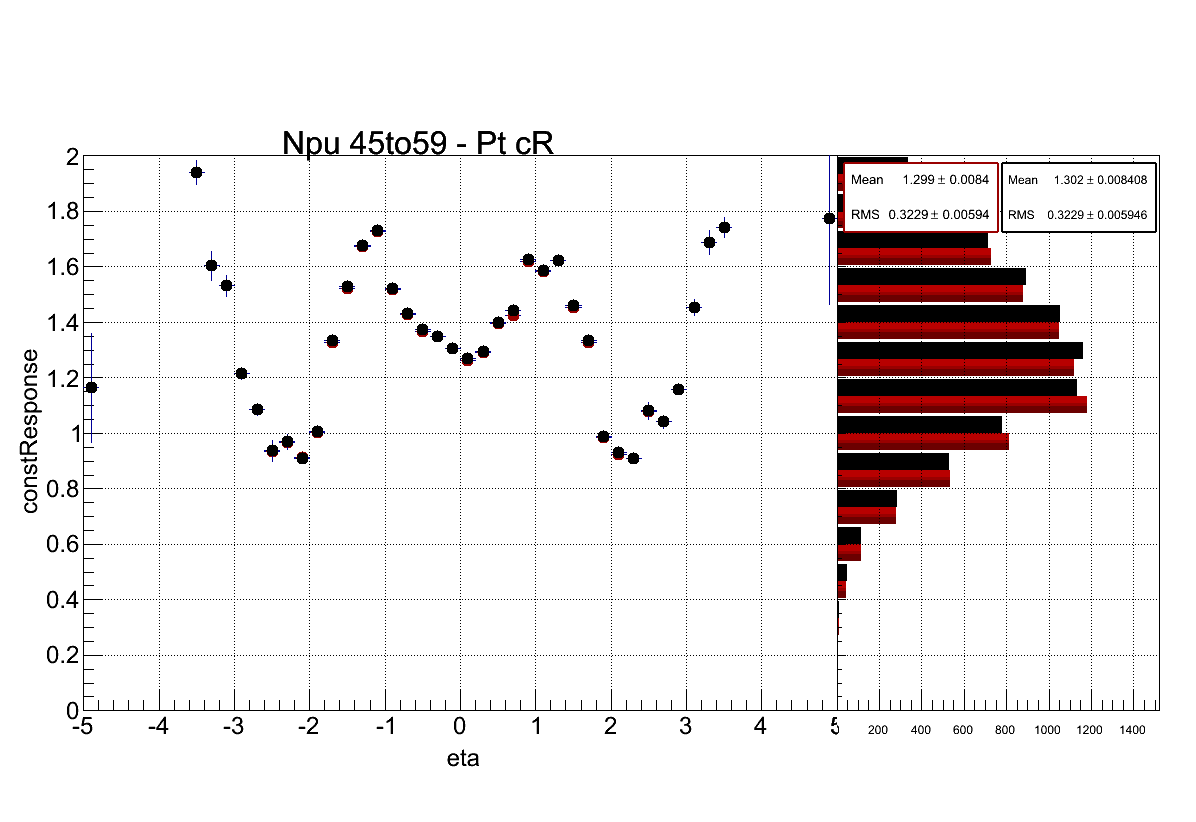 Npu 45to59 - Pt cR
2
1.8
1.6
1.4
1.2
1
0.8
0.6
0.4
0.2
0
constResponse
-5 -4 -3 -2 -1 0 1 2 3 4 5
eta
Mean 1.299 ± 0.0084
RMS 0.3229 ± 0.00594
Mean 1.302 ± 0.008408
RMS 0.3229 ± 0.005946
200 400 600 800 1000 1200 1400